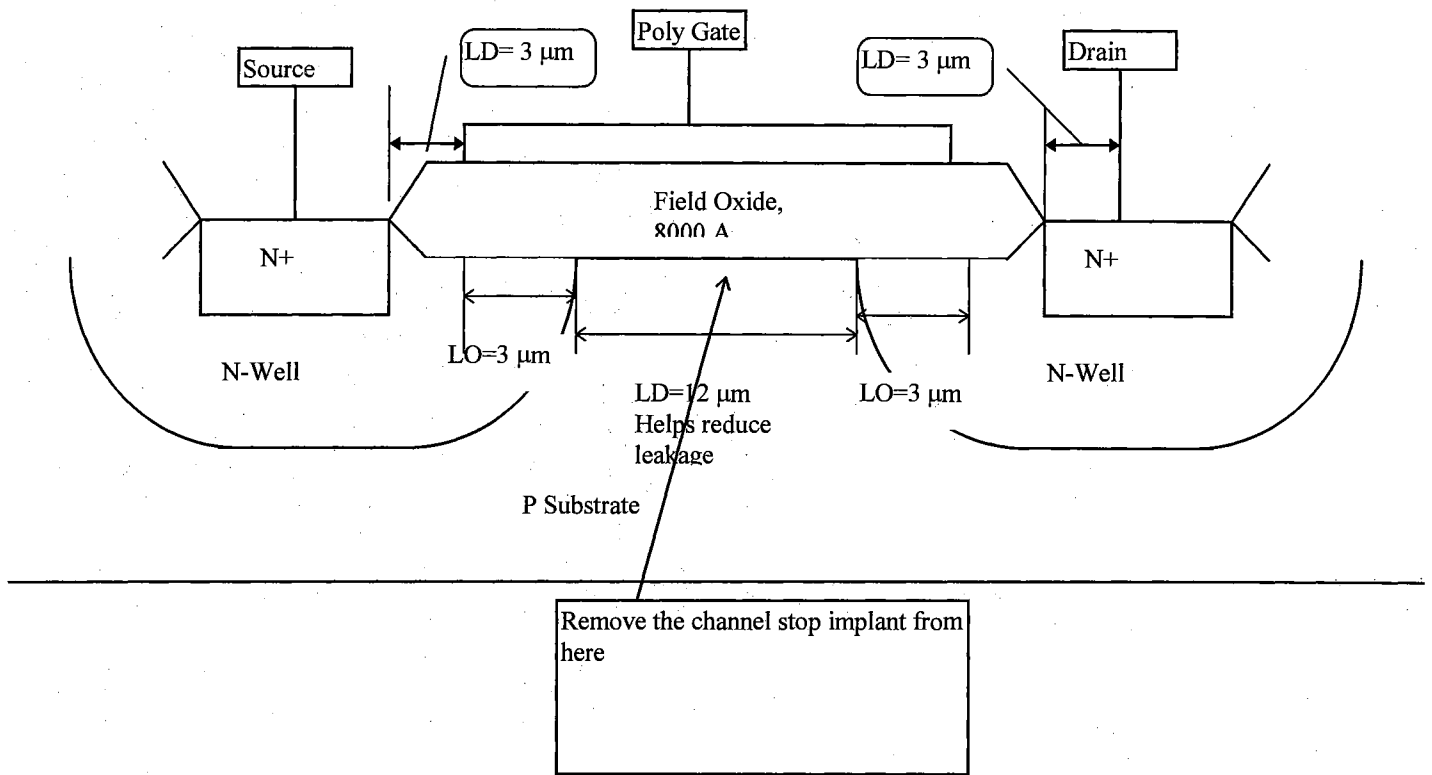 Poly Gate
LD= 3 μm
LD= 3 μm
Drain
Source
Field Oxide,
8000 A
N+
N+
LO=3 μm
N-Well
LD=12 μm
LO=3 μm
N-Well
Helps reduce
leakage
P Substrate
Remove the channel stop implant from
here